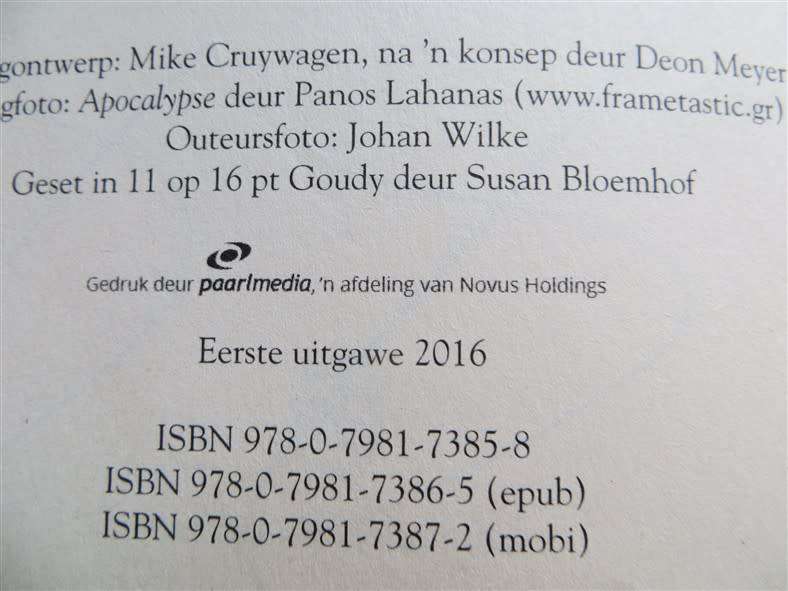 gontwerp: Mike Cruywagen, na 'n konsep deur Deon Meyer
gfoto: Apocalypse deur Panos Lahanas (www.frametastic.gr)
Outeursfoto: Johan Wilke
Geset in 11 op 16 pt Goudy deur Susan Bloemhof
Gedruk deur paarlmedia, 'n afdeling van Novus Holdings
Eerste uitgawe 2016
ISBN 978-0-7981-7385-8
ISBN 978-0-7981-7386-5 (epub)
ISBN 978-0-7981-7387-2 (mobi)